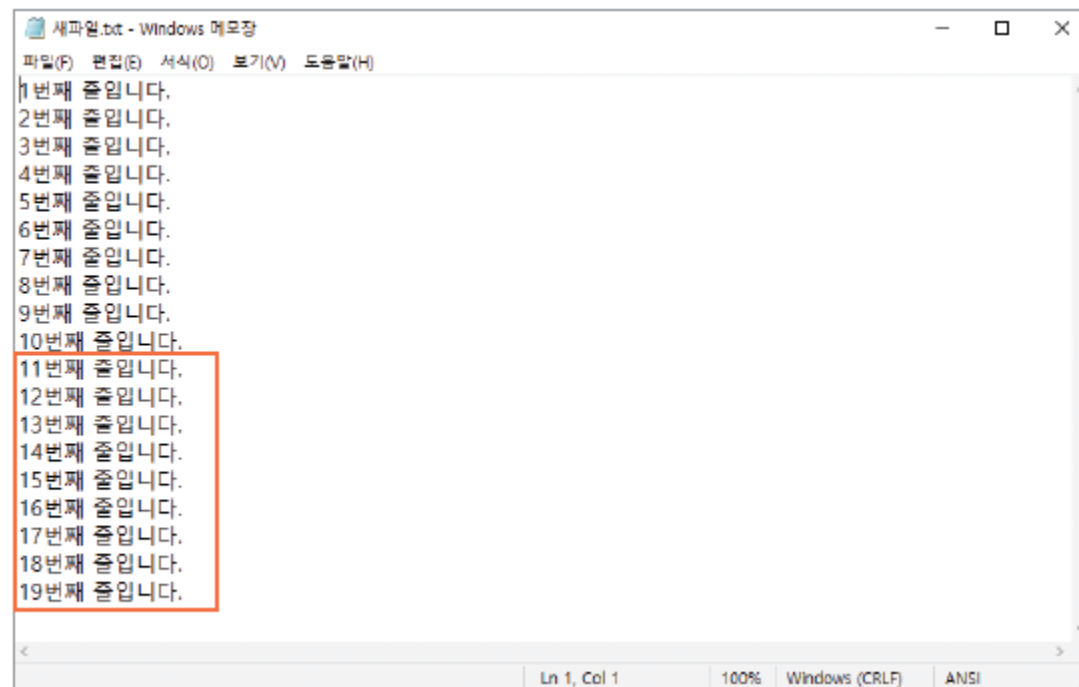 새파일.txt - Windows 메모장
파일(F) 편집(E) 서식(O) 보기(V) 도움말(H)
1번째 줄입니다.
2번째 줄입니다.
3번째 줄입니다.
4번째 줄입니다.
5번째 줄입니다.
6번째 줄입니다.
7번째 줄입니다.
8번째 줄입니다.
9번째 줄입니다.
10번째 줄입니다.
11번째 줄입니다.
12번째 줄입니다.
13번째 줄입니다.
14번째 줄입니다.
15번째 줄입니다.
16번째 줄입니다.
17번째 줄입니다.
18번째 줄입니다.
19번째 줄입니다.
Ln 1, Col 1 100% Windows (CRLF) ANSI